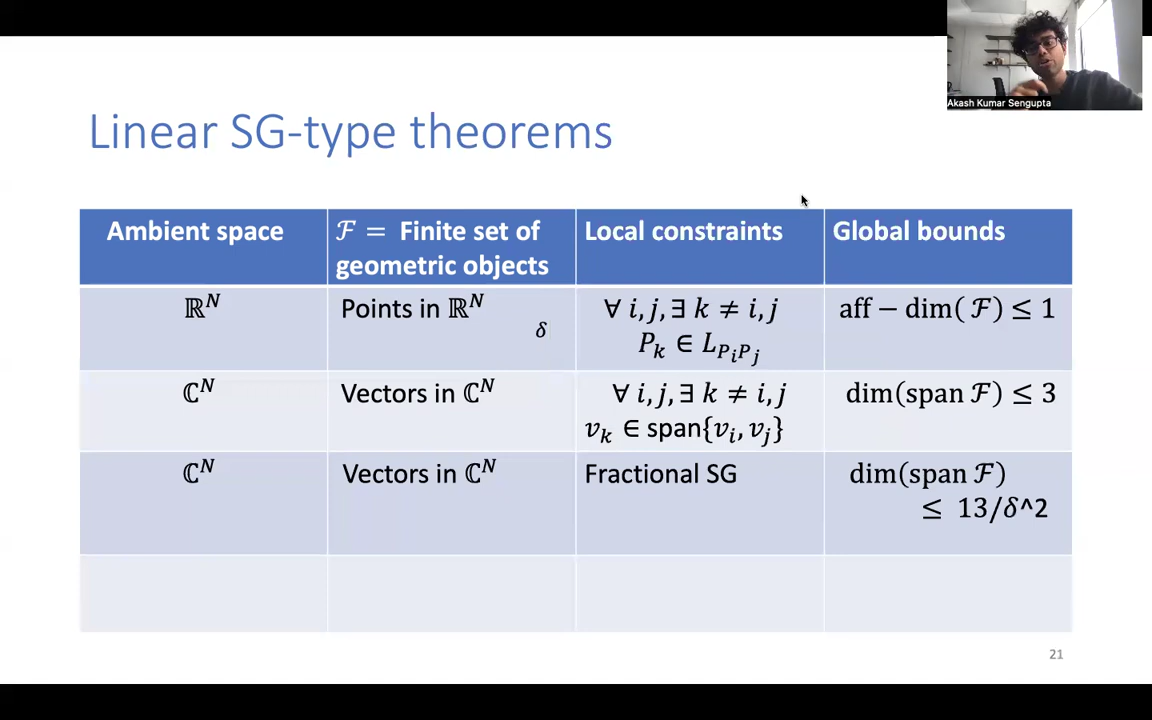 Akash Kumar Sengupta
Linear SG-type theorems
Ambient space
ℱ = Finite set of
geometric objects
Local constraints
Global bounds
ℝ^N
Points in ℝ^N
δ
∀ i, j, ∃ k ≠ i, j
P_k ∈ L_{P_i P_j}
aff − dim( ℱ) ≤ 1
ℂ^N
Vectors in ℂ^N
∀ i, j, ∃ k ≠ i, j
v_k ∈ span{v_i, v_j}
dim(span ℱ) ≤ 3
ℂ^N
Vectors in ℂ^N
Fractional SG
dim(span ℱ)
≤ 13/δ^2
21